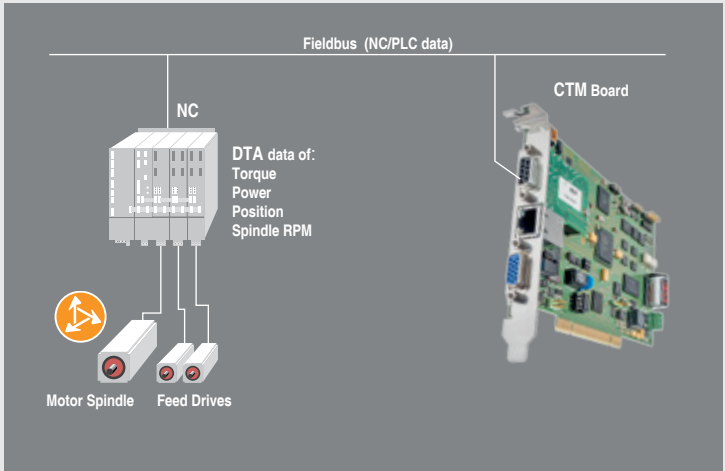 Fieldbus (NC/PLC data)
CTM Board
NC
DTA data of:
Torque
Power
Position
Spindle RPM
Motor Spindle
Feed Drives